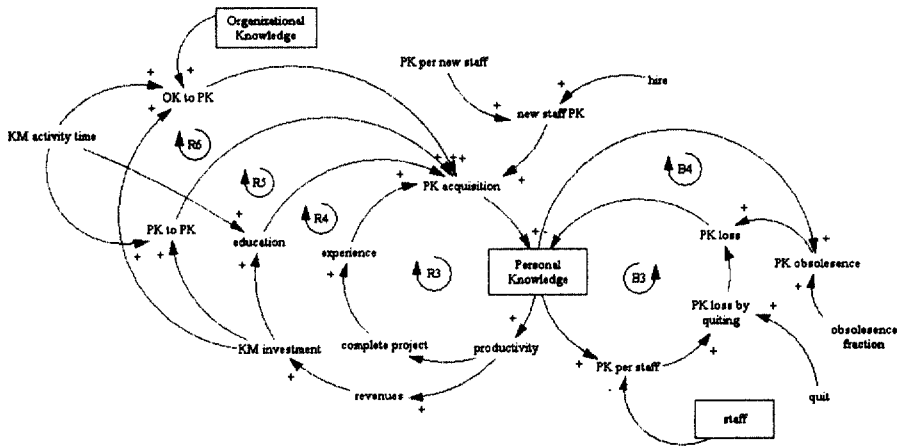 Organizational
Knowledge
PK per new staff
hire
+
+
+
+
+
OK to PK
+
new staff PK
KM activity time
R6
+++
B4
R5
+
PK acquisition
+
R4
+
+
+
-
+
PK to PK
education
PK loss
+
+
+
experience
+
R3
Personal
Knowledge
B3
PK obsolesence
+
+
PK loss by
quiting
+
+
obsolesence
fraction
KM investment
complete project
productivity
+
+
PK per staff
+
revenues
+
-
quit
staff